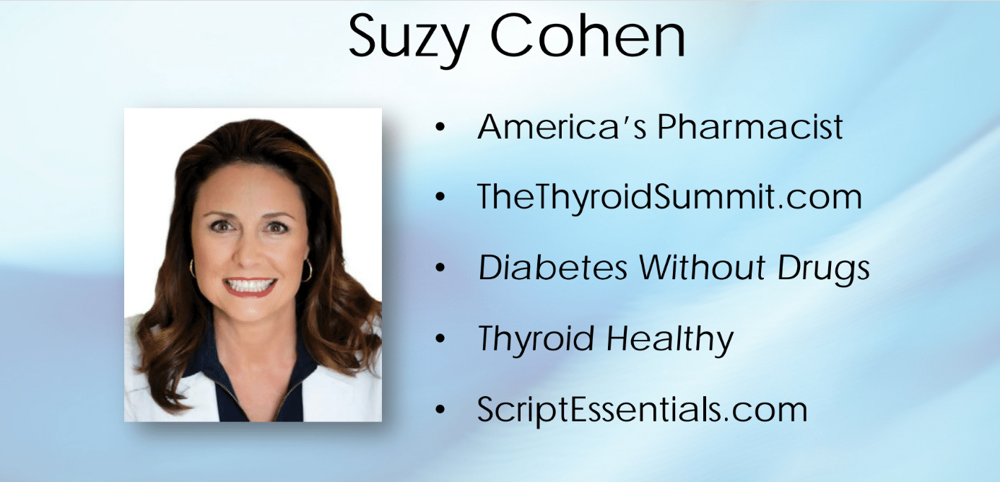 Suzy Cohen
• America's Pharmacist
• TheThyroidSummit.com
• Diabetes Without Drugs
• Thyroid Healthy
• ScriptEssentials.com